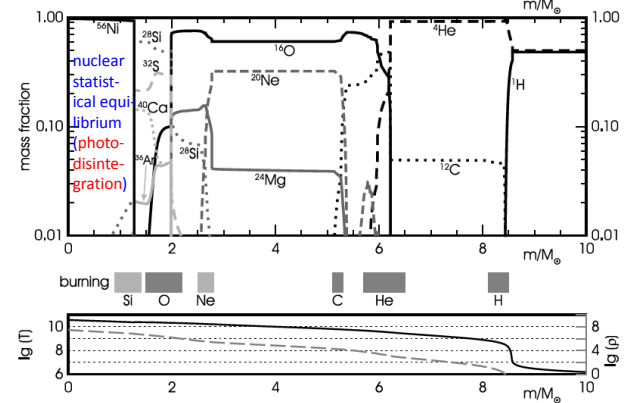 m/M☉
1.00
1.00
⁵⁶Ni
²⁸Si
³²S
⁴⁰Ca
³⁶Ar
²⁸Si
¹⁶O
²⁰Ne
²⁴Mg
⁴He
¹H
¹²C
nuclear
statist-
ical equi-
librium
(photo-
disinte-
gration)
mass fraction
0.10
0.10
0.01
0.01
0 2 4 6 8 m/M☉ 10
burning
Si O Ne C He H
lg (T)
10
8
6
8
4
0
lg (ρ)
0 2 4 6 8 m/M☉ 10